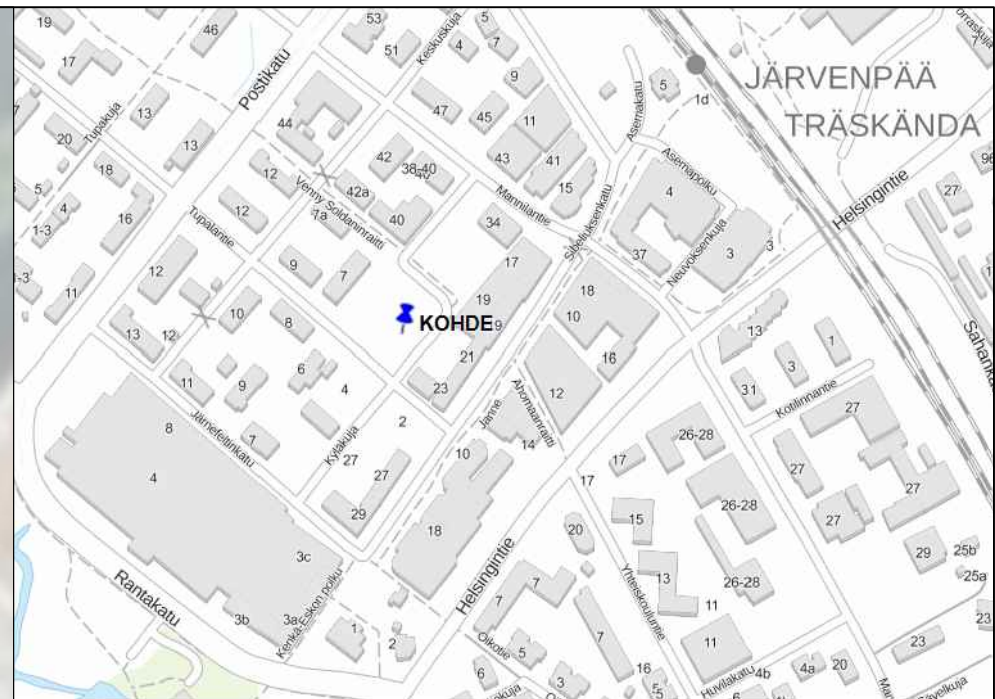 19
46
53
51
17
Postikatu
Keskuskuja
4
5
7
9
5
1d
JÄRVENPÄÄ
TRÄSKÄNDA
Tupakuja
13
13
20
44
47
45
11
43
41
15
Asemakatu
Asemapolku
4
Helsingintie
27
96
18
16
5
4
1-3
12
12
42
38-40
42a
40
7a
Venny Soldaninraitti
Mannilantie
34
Sibeliuksenkatu
37
Neuvoksenkuja
3
3
Tupalantie
9
7
17
19
18
10
16
11
12
10
8
KOHDE
13
12
21
23
12
13
3
1
31
Kotilinnantie
11
9
6
4
2
Janne
Ahomaanraitti
14
Järnefeltinkatu
8
7
Kyläkuja
27
27
29
10
18
17
17
26-28
26-28
26-28
27
27
27
27
4
Rantakatu
3c
3b
3a
Kenkä-Eskon polku
1
2
Helsingintie
20
15
13
11
11
Yhteiskouluntie
29
25b
25a
23
23
7
7
7
Oikotie
5
6
3
16
Huvilakatu
4b
4a
20